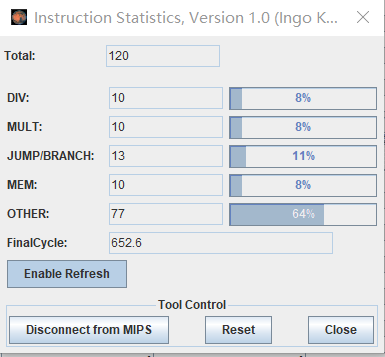 Instruction Statistics, Version 1.0 (Ingo K...
Total: 120
DIV: 10 8%
MULT: 10 8%
JUMP/BRANCH: 13 11%
MEM: 10 8%
OTHER: 77 64%
FinalCycle: 652.6
Enable Refresh
Tool Control
Disconnect from MIPS Reset Close